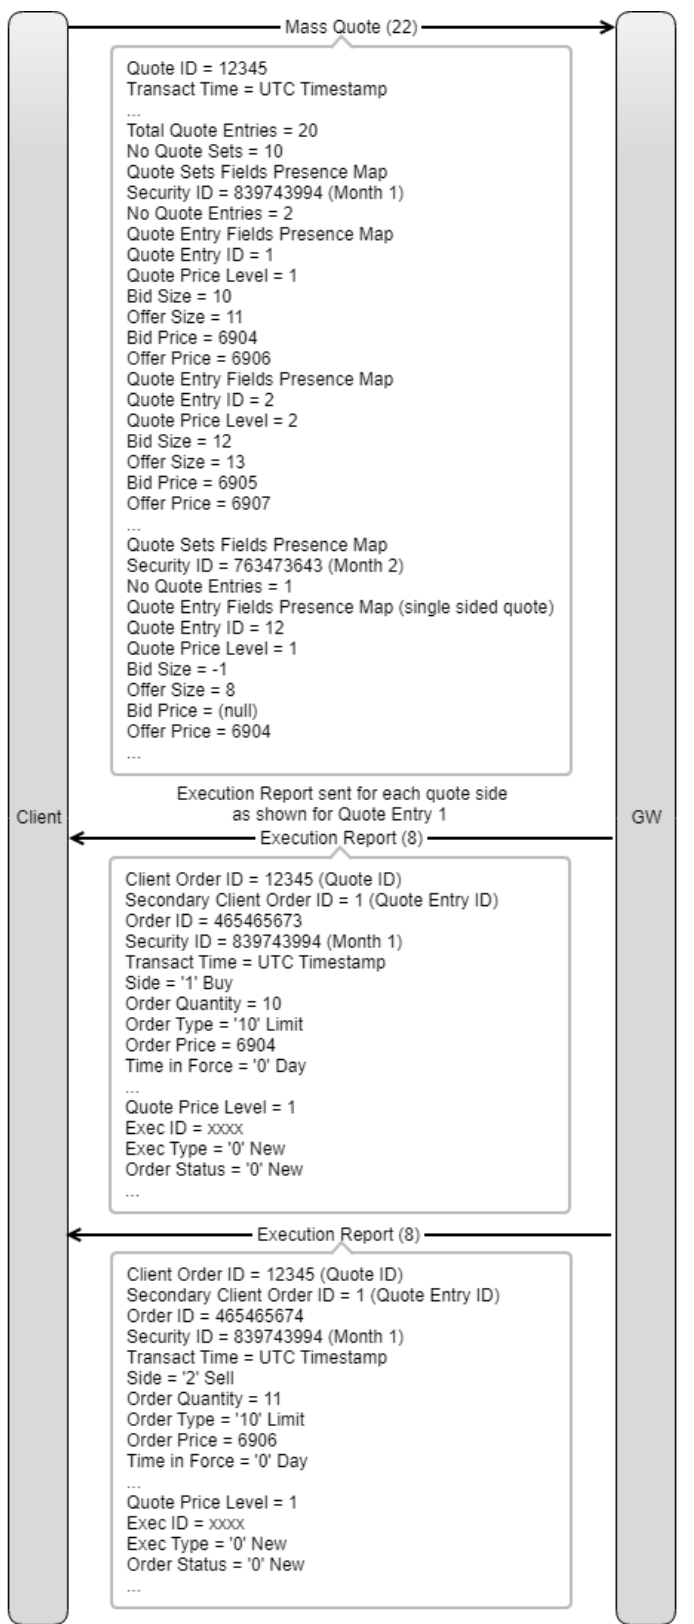 Mass Quote (22)
Quote ID = 12345
Transact Time = UTC Timestamp
...
Total Quote Entries = 20
No Quote Sets = 10
Quote Sets Fields Presence Map
Security ID = 839743994 (Month 1)
No Quote Entries = 2
Quote Entry Fields Presence Map
Quote Entry ID = 1
Quote Price Level = 1
Bid Size = 10
Offer Size = 11
Bid Price = 6904
Offer Price = 6906
Quote Entry Fields Presence Map
Quote Entry ID = 2
Quote Price Level = 2
Bid Size = 12
Offer Size = 13
Bid Price = 6905
Offer Price = 6907
...
Quote Sets Fields Presence Map
Security ID = 763473643 (Month 2)
No Quote Entries = 1
Quote Entry Fields Presence Map (single sided quote)
Quote Entry ID = 12
Quote Price Level = 1
Bid Size = -1
Offer Size = 8
Bid Price = (null)
Offer Price = 6904
...
Execution Report sent for each quote side
as shown for Quote Entry 1
Client
GW
Execution Report (8)
Client Order ID = 12345 (Quote ID)
Secondary Client Order ID = 1 (Quote Entry ID)
Order ID = 465465673
Security ID = 839743994 (Month 1)
Transact Time = UTC Timestamp
Side = '1' Buy
Order Quantity = 10
Order Type = '10' Limit
Order Price = 6904
Time in Force = '0' Day
...
Quote Price Level = 1
Exec ID = xxxx
Exec Type = '0' New
Order Status = '0' New
...
Execution Report (8)
Client Order ID = 12345 (Quote ID)
Secondary Client Order ID = 1 (Quote Entry ID)
Order ID = 465465674
Security ID = 839743994 (Month 1)
Transact Time = UTC Timestamp
Side = '2' Sell
Order Quantity = 11
Order Type = '10' Limit
Order Price = 6906
Time in Force = '0' Day
...
Quote Price Level = 1
Exec ID = xxxx
Exec Type = '0' New
Order Status = '0' New
...